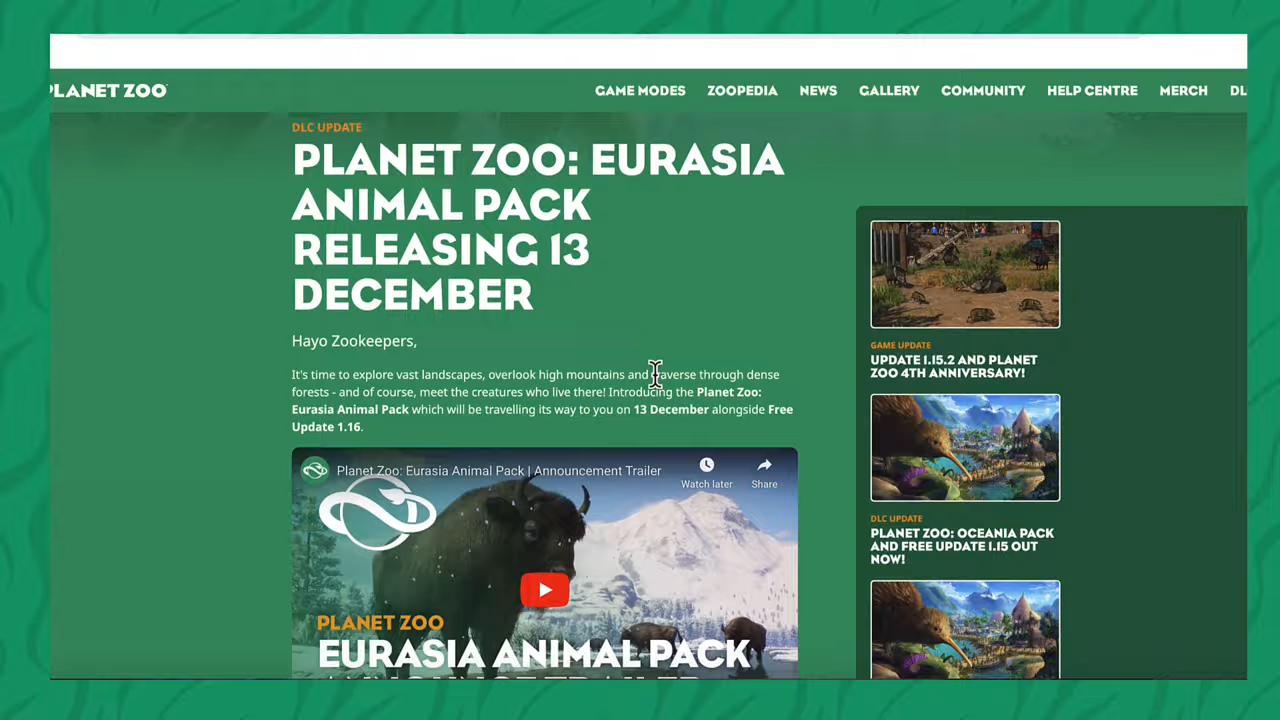 PLANET ZOO
GAME MODES ZOOPEDIA NEWS GALLERY COMMUNITY HELP CENTRE MERCH DL
DLC UPDATE
PLANET ZOO: EURASIA
ANIMAL PACK
RELEASING 13
DECEMBER
Hayo Zookeepers,
It's time to explore vast landscapes, overlook high mountains and traverse through dense
forests - and of course, meet the creatures who live there! Introducing the Planet Zoo:
Eurasia Animal Pack which will be travelling its way to you on 13 December alongside Free
Update 1.16.
Planet Zoo: Eurasia Animal Pack | Announcement Trailer
Watch later
Share
PLANET ZOO
EURASIA ANIMAL PACK
ANNOUNCEMENT TRAILER
GAME UPDATE
UPDATE 1.15.2 AND PLANET
ZOO 4TH ANNIVERSARY!
DLC UPDATE
PLANET ZOO: OCEANIA PACK
AND FREE UPDATE 1.15 OUT
NOW!